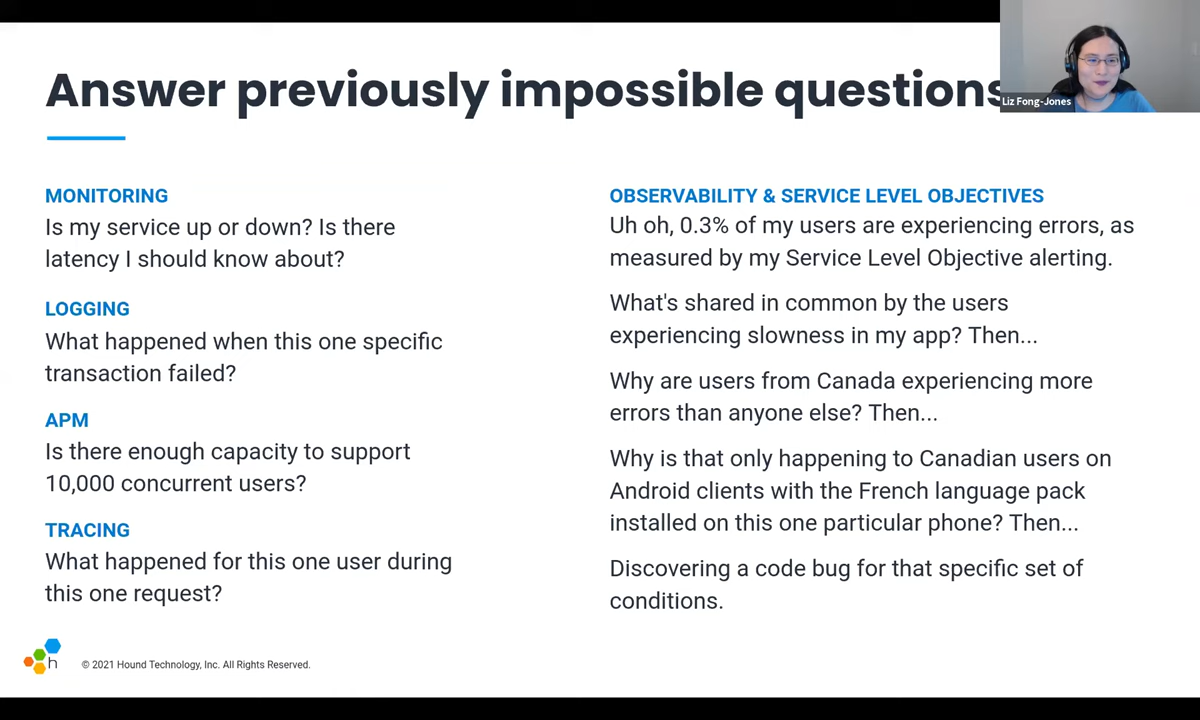 Answer previously impossible questions
Liz Fong-Jones
MONITORING
Is my service up or down? Is there
latency I should know about?
LOGGING
What happened when this one specific
transaction failed?
APM
Is there enough capacity to support
10,000 concurrent users?
TRACING
What happened for this one user during
this one request?
OBSERVABILITY & SERVICE LEVEL OBJECTIVES
Uh oh, 0.3% of my users are experiencing errors, as
measured by my Service Level Objective alerting.
What's shared in common by the users
experiencing slowness in my app? Then...
Why are users from Canada experiencing more
errors than anyone else? Then...
Why is that only happening to Canadian users on
Android clients with the French language pack
installed on this one particular phone? Then...
Discovering a code bug for that specific set of
conditions.
h
© 2021 Hound Technology, Inc. All Rights Reserved.